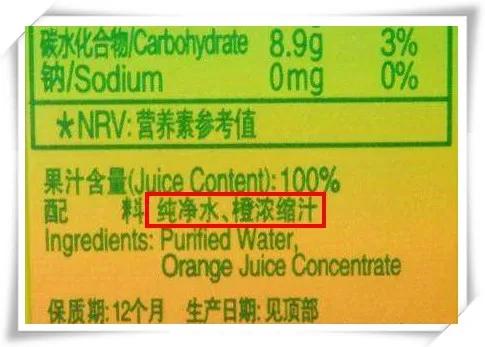 碳水化合物/Carbohydrate 8.9g 3%
钠/Sodium 0mg 0%
*NRV: 营养素参考值
果汁含量(Juice Content): 100%
配 料 纯净水、橙浓缩汁
Ingredients: Purified Water,
Orange Juice Concentrate
保质期: 12个月 生产日期: 见顶部